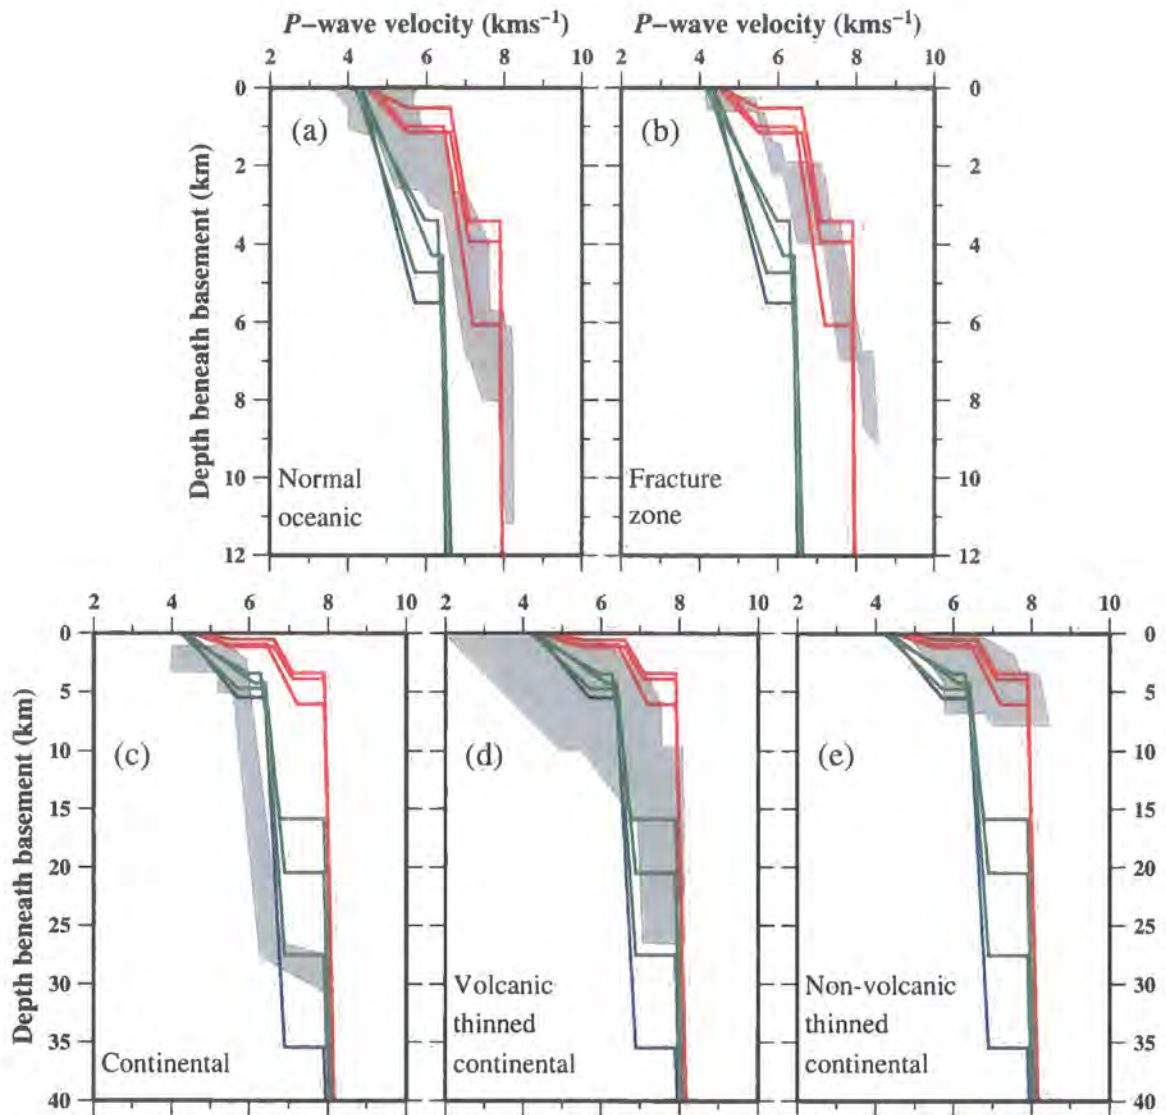 P–wave velocity (kms⁻¹) P–wave velocity (kms⁻¹)
2 4 6 8 10 2 4 6 8 10
0 0
(a) (b)
2 2
4 4
6 6
8 8
10 10
12 12
Depth beneath basement (km)
Normal
oceanic
Fracture
zone
2 4 6 8 10 2 4 6 8 10 2 4 6 8 10
0 0
5 5
10 10
(c) (d) (e)
15 15
20 20
25 25
30 30
35 35
40 40
Depth beneath basement (km)
Continental
Volcanic
thinned
continental
Non-volcanic
thinned
continental